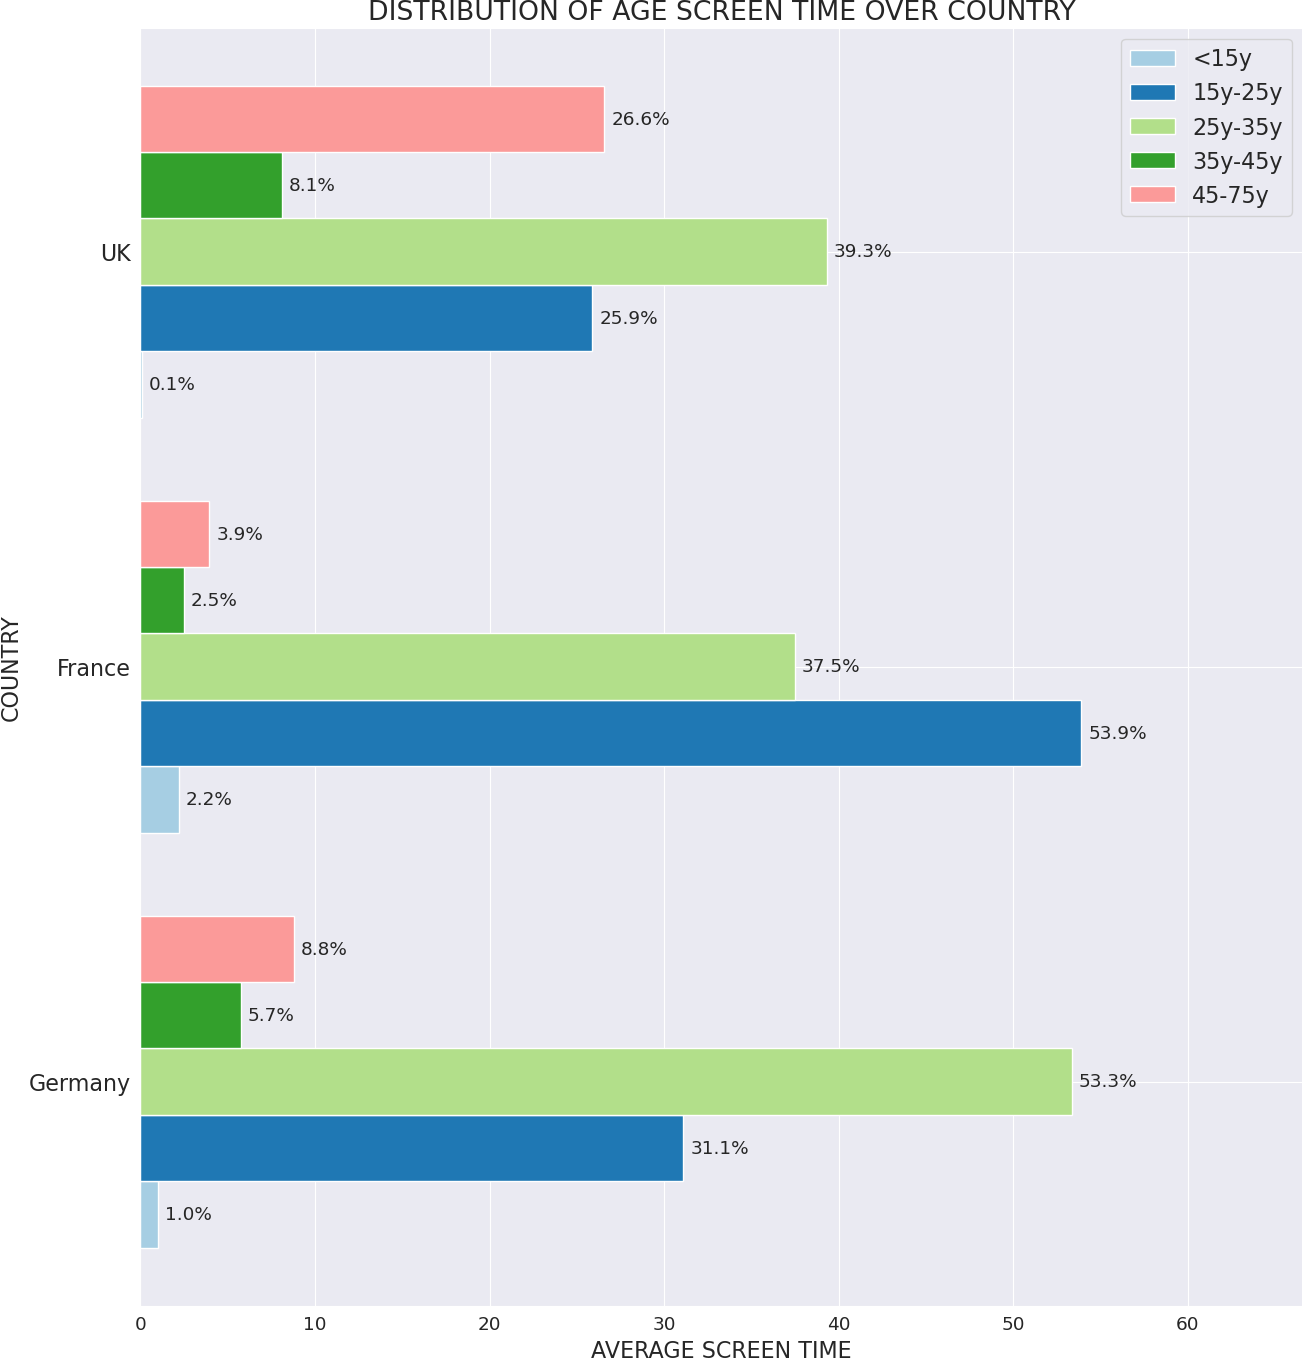 DISTRIBUTION OF AGE SCREEN TIME OVER COUNTRY
<15y
15y-25y
25y-35y
35y-45y
45-75y
26.6%
8.1%
UK
39.3%
25.9%
0.1%
3.9%
2.5%
France
37.5%
53.9%
2.2%
COUNTRY
8.8%
5.7%
Germany
53.3%
31.1%
1.0%
0 10 20 30 40 50 60
AVERAGE SCREEN TIME